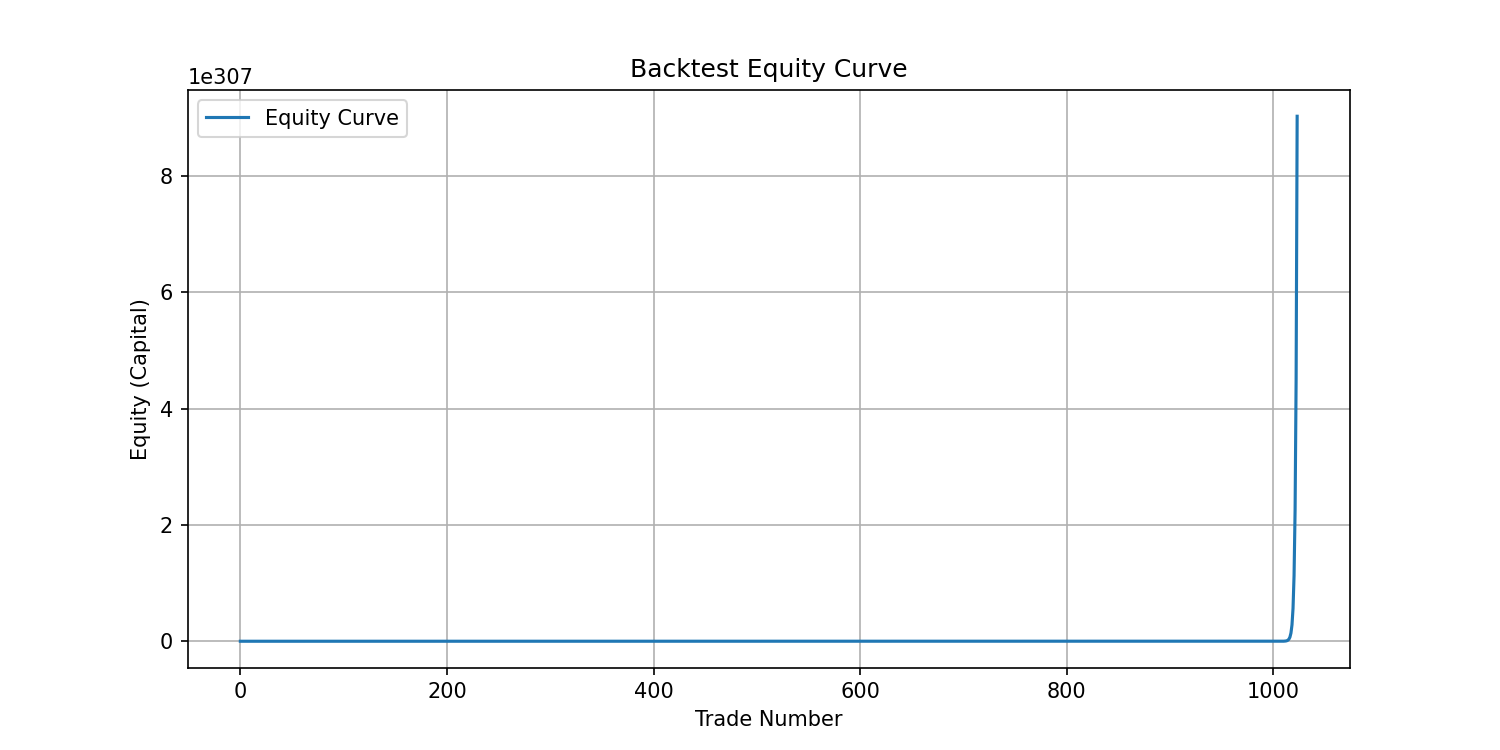 Backtest Equity Curve
1e307
Equity Curve
8
6
4
2
0
Equity (Capital)
0 200 400 600 800 1000
Trade Number